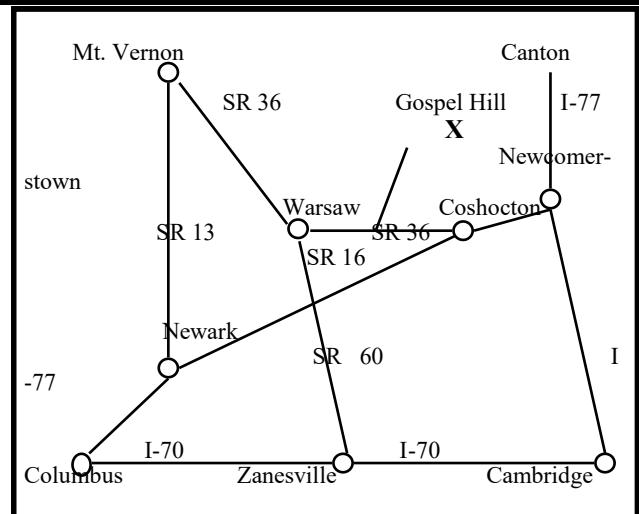 Mt. Vernon Canton
SR 36 Gospel Hill I-77
X
Newcomer-
stown
Warsaw Coshocton
SR 13 SR 36
SR 16
Newark
SR 60 I
-77
I-70 I-70
Columbus Zanesville Cambridge